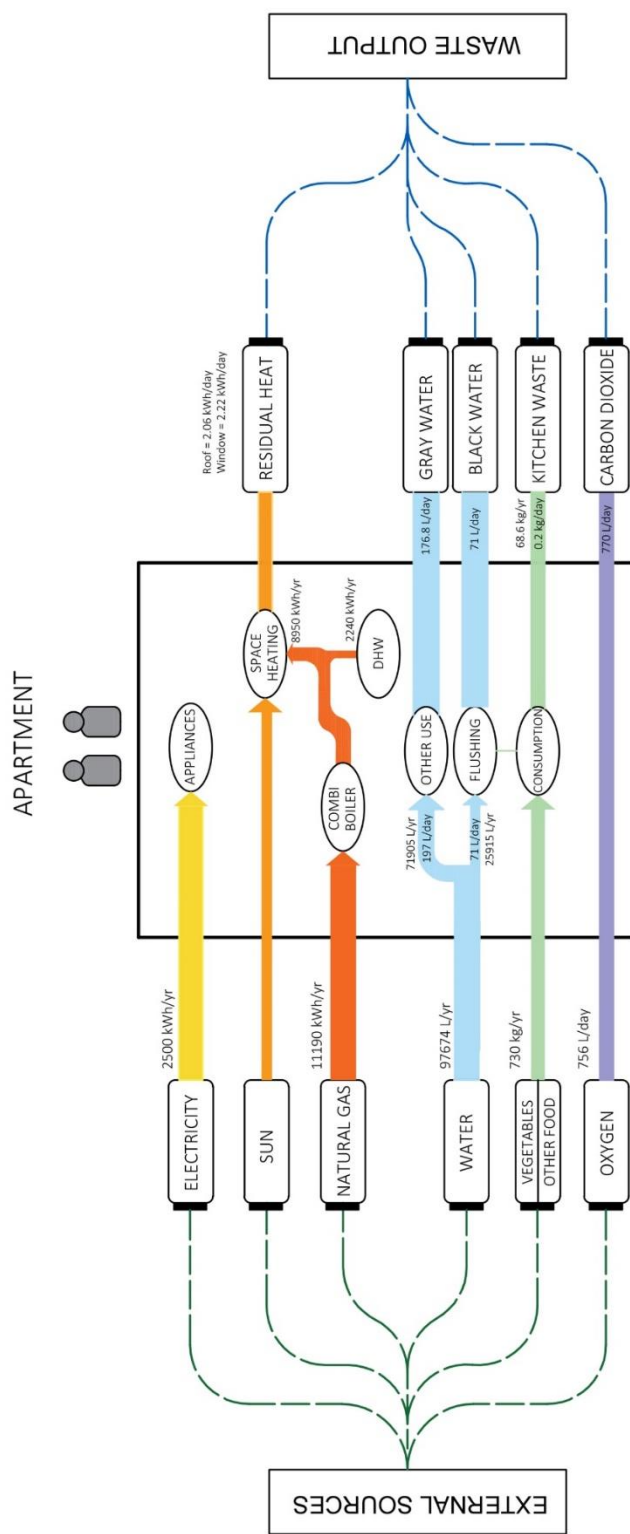 APARTMENT
EXTERNAL SOURCES
ELECTRICITY
2500 kWh/yr
APPLIANCES
SUN
SPACE
HEATING
Roof = 2.06 kWh/day
Window = 2.22 kWh/day
RESIDUAL HEAT
NATURAL GAS
11190 kWh/yr
COMBI
BOILER
8950 kWh/yr
2240 kWh/yr
DHW
WATER
97674 L/yr
71905 L/yr
197 L/day
OTHER USE
176.8 L/day
GRAY WATER
71 L/day
25915 L/yr
FLUSHING
71 L/day
BLACK WATER
VEGETABLES
OTHER FOOD
730 kg/yr
CONSUMPTION
68.6 kg/yr
0.2 kg/day
KITCHEN WASTE
OXYGEN
756 L/day
770 L/day
CARBON DIOXIDE
WASTE OUTPUT